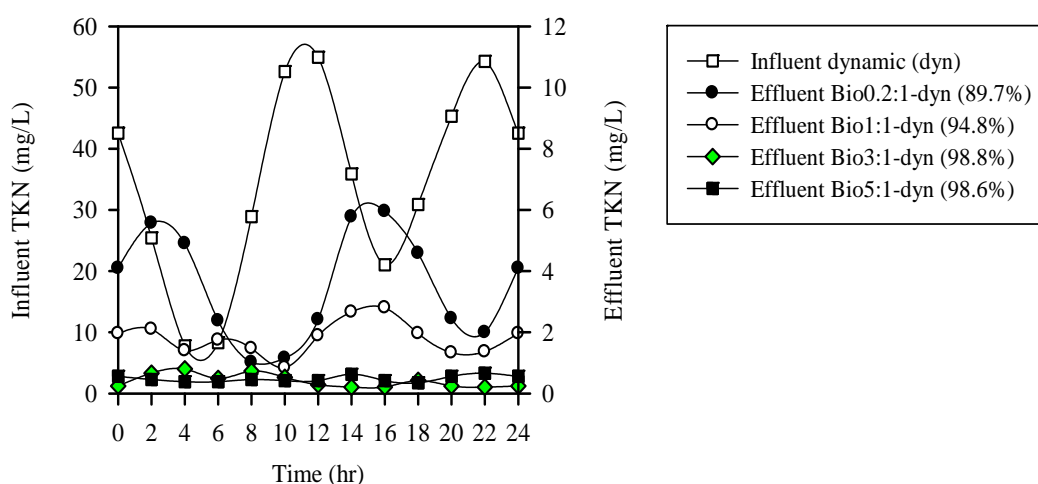 Influent TKN (mg/L)
60
50
40
30
20
10
0
0 2 4 6 8 10 12 14 16 18 20 22 24
Time (hr)
12
10
8
6
4
2
0
Effluent TKN (mg/L)
Influent dynamic (dyn)
Effluent Bio0.2:1-dyn (89.7%)
Effluent Bio1:1-dyn (94.8%)
Effluent Bio3:1-dyn (98.8%)
Effluent Bio5:1-dyn (98.6%)